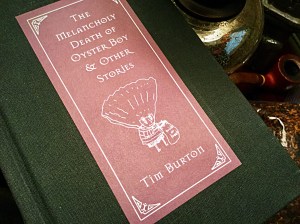 The
Melancholy
Death of
Oyster Boy
& Other
Stories
Tim Burton